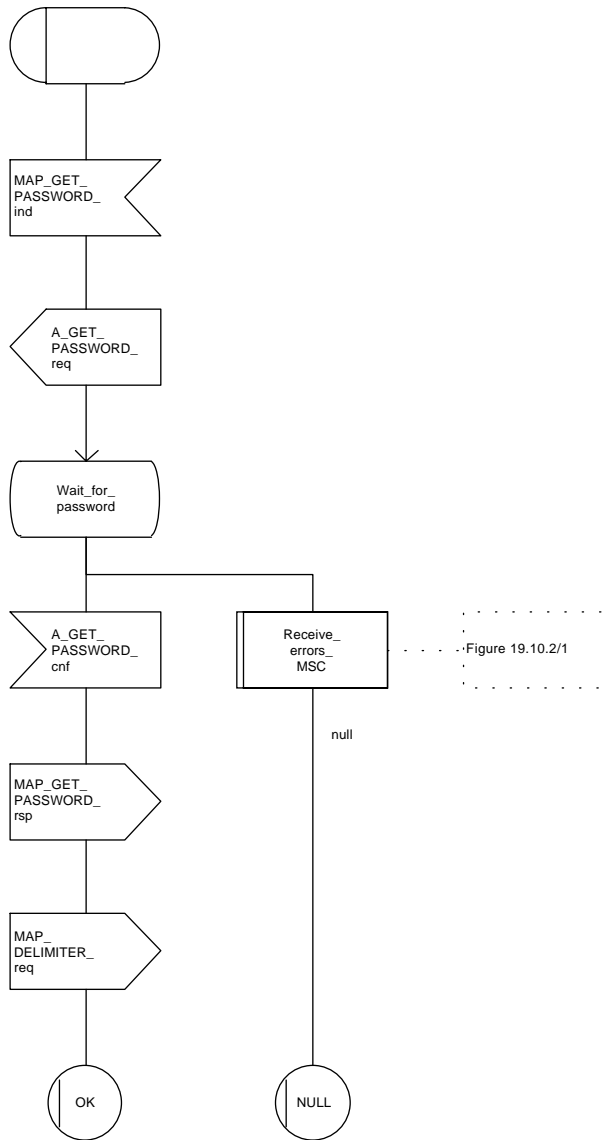 MAP_GET_
PASSWORD_
ind
A_GET_
PASSWORD_
req
Wait_for_
password
A_GET_
PASSWORD_
cnf
Receive_
errors_
MSC
Figure 19.10.2/1
null
MAP_GET_
PASSWORD_
rsp
MAP_
DELIMITER_
req
OK
NULL